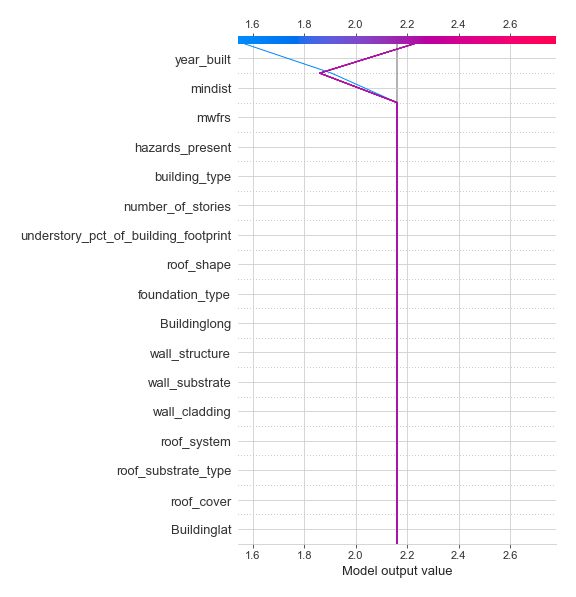 1.6 1.8 2.0 2.2 2.4 2.6
year_built
mindist
mwfrs
hazards_present
building_type
number_of_stories
understory_pct_of_building_footprint
roof_shape
foundation_type
Buildinglong
wall_structure
wall_substrate
wall_cladding
roof_system
roof_substrate_type
roof_cover
Buildinglat
1.6 1.8 2.0 2.2 2.4 2.6
Model output value